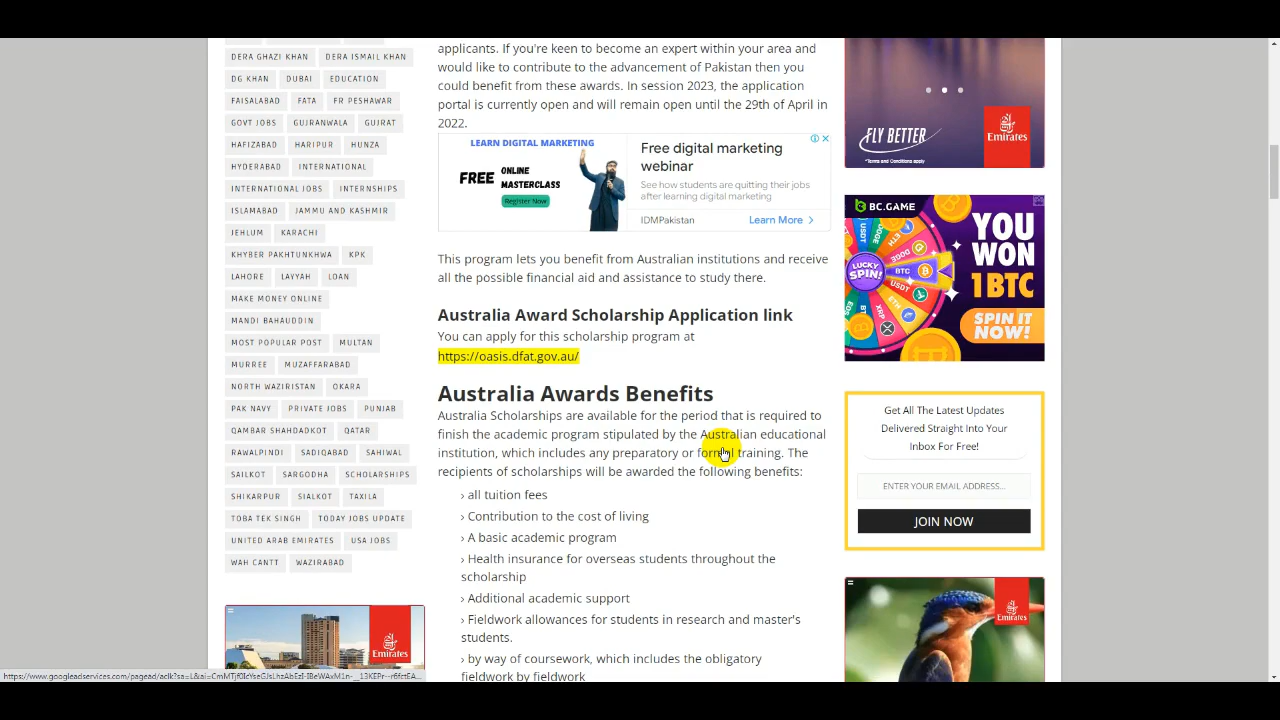 DERA GHAZI KHAN DERA ISMAIL KHAN
DG KHAN DUBAI EDUCATION
FAISALABAD FATA FR PESHAWAR
GOVT JOBS GUJRANWALA GUJRAT
HAFIZABAD HARIPUR HUNZA
HYDERABAD INTERNATIONAL
INTERNATIONAL JOBS INTERNSHIPS
ISLAMABAD JAMMU AND KASHMIR
JEHLUM KARACHI
KHYBER PAKHTUNKHWA KPK
LAHORE LAYYAH LOAN
MAKE MONEY ONLINE
MANDI BAHAUDDIN
MOST POPULAR POST MULTAN
MURREE MUZAFFARABAD
NORTH WAZIRISTAN OKARA
PAK NAVY PRIVATE JOBS PUNJAB
QAMBAR SHAHDADKOT QATAR
RAWALPINDI SADIQABAD SAHIWAL
SAILKOT SARGODHA SCHOLARSHIPS
SHIKARPUR SIALKOT TAXILA
TOBA TEK SINGH TODAY JOBS UPDATE
UNITED ARAB EMIRATES USA JOBS
WAH CANTT WAZIRABAD
Emirates
applicants. If you're keen to become an expert within your area and
would like to contribute to the advancement of Pakistan then you
could benefit from these awards. In session 2023, the application
portal is currently open and will remain open until the 29th of April in
2022.
LEARN DIGITAL MARKETING
FREE ONLINE
MASTERCLASS
Register Now
Free digital marketing
webinar
See how students are quitting their jobs
after learning digital marketing
IDMPakistan Learn More
This program lets you benefit from Australian institutions and receive
all the possible financial aid and assistance to study there.
Australia Award Scholarship Application link
You can apply for this scholarship program at
https://oasis.dfat.gov.au/
Australia Awards Benefits
Australia Scholarships are available for the period that is required to
finish the academic program stipulated by the Australian educational
institution, which includes any preparatory or formal training. The
recipients of scholarships will be awarded the following benefits:
› all tuition fees
› Contribution to the cost of living
› A basic academic program
› Health insurance for overseas students throughout the
scholarship
› Additional academic support
› Fieldwork allowances for students in research and master's
students.
› by way of coursework, which includes the obligatory
fieldwork by fieldwork
FLY BETTER
Emirates
*Terms and Conditions apply
BC.GAME
YOU
WON
1BTC
SPIN IT
NOW!
LUCKY
SPIN!
BTC
USDT
XRP
ETH
DOGE
Get All The Latest Updates
Delivered Straight Into Your
Inbox For Free!
ENTER YOUR EMAIL ADDRESS...
JOIN NOW
Emirates